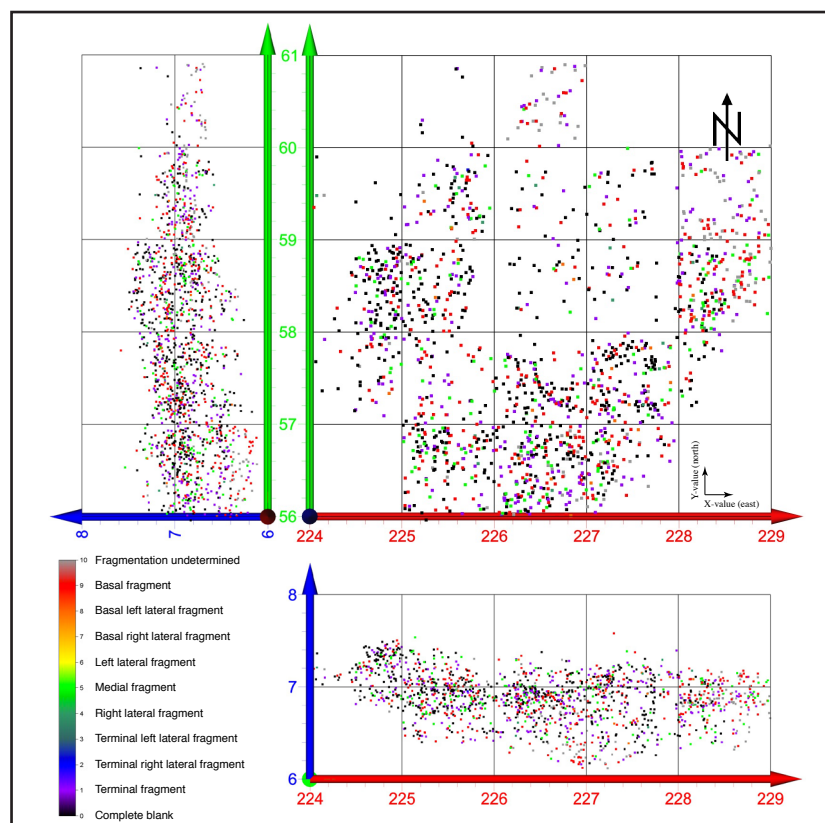 61
60
59
58
57
56
8
7
6
224
225
226
227
228
229
N
Y-value (north)
X-value (east)
10 Fragmentation undetermined
9 Basal fragment
8 Basal left lateral fragment
7 Basal right lateral fragment
6 Left lateral fragment
5 Medial fragment
4 Right lateral fragment
3 Terminal left lateral fragment
2 Terminal right lateral fragment
1 Terminal fragment
0 Complete blank
8
7
6
224
225
226
227
228
229